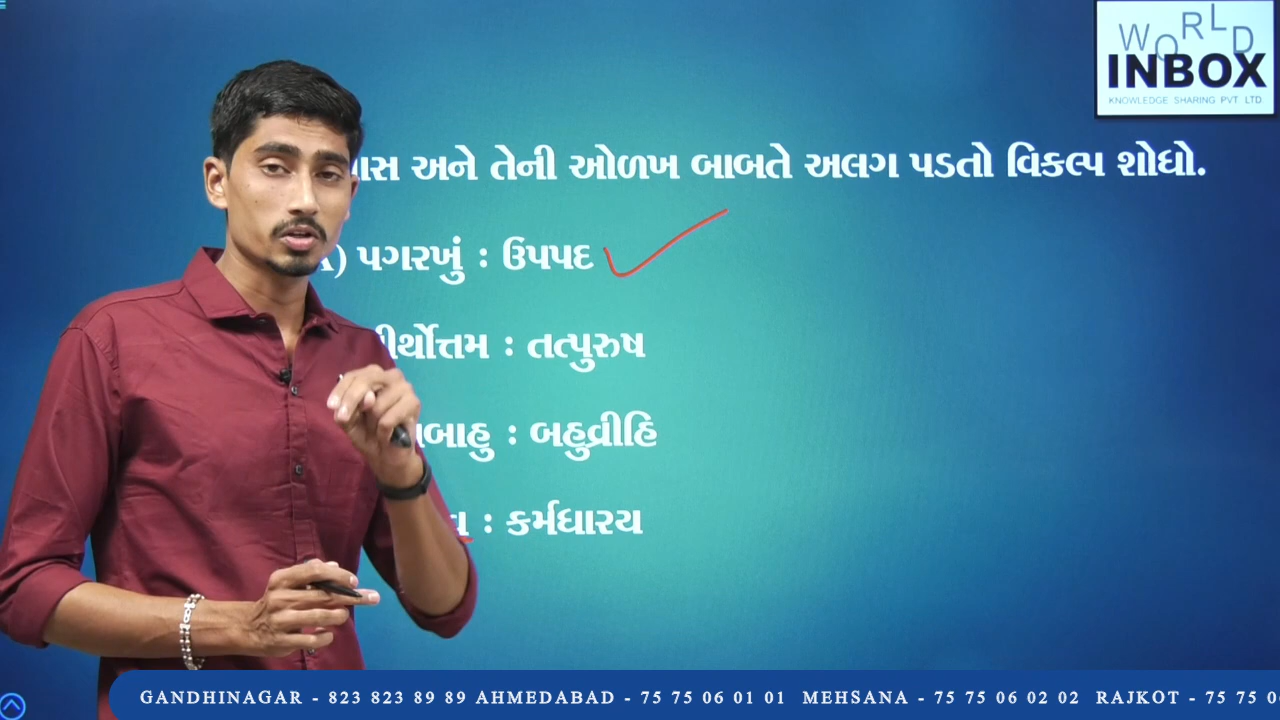 WORLD
INBOX
KNOWLEDGE SHARING PVT LTD.
અને તેની ઓળખ બાબતે અલગ પડતો વિકલ્પ શોધો.
પગરખું : ઉપપદ
: તત્પુરુષ
: બહુવ્રીહિ
: કર્મધારય
GANDHINAGAR - 823 823 89 89 AHMEDABAD - 75 75 06 01 01 MEHSANA - 75 75 06 02 02 RAJKOT - 75 75